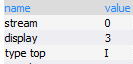 name value
stream 0
display 3
type top I